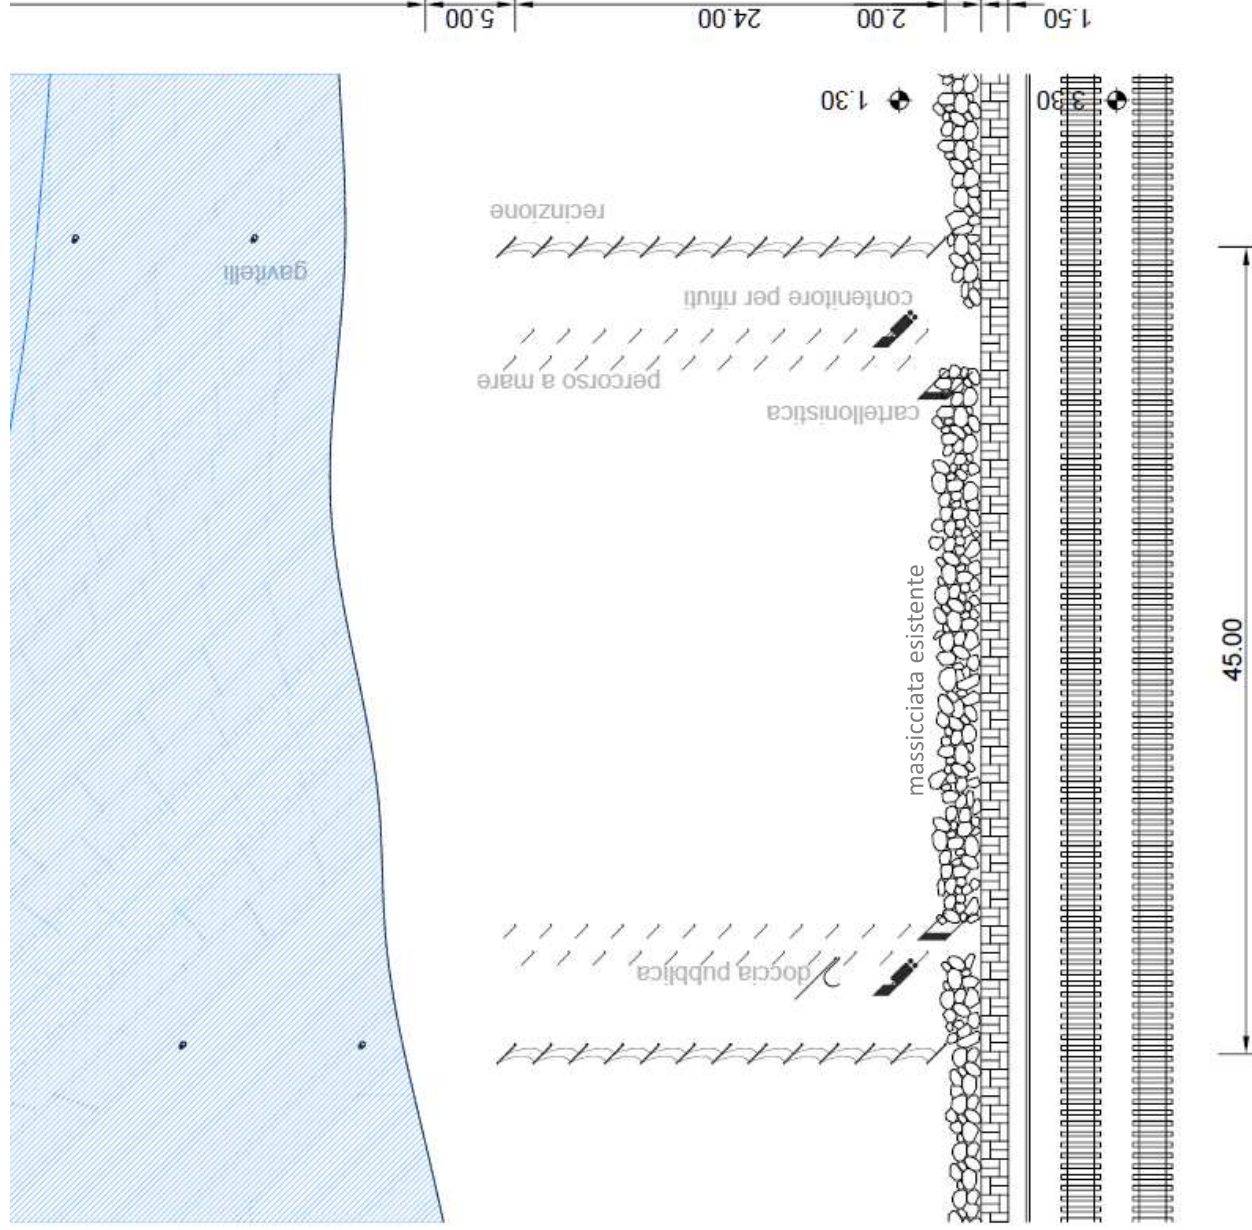 5.00
24.00
2.00
1.50
1.30
3.30
recinzione
gavitelli
contenitore per rifiuti
percorso a mare
cartellonistica
massicciata esistente
45.00
doccia pubblica